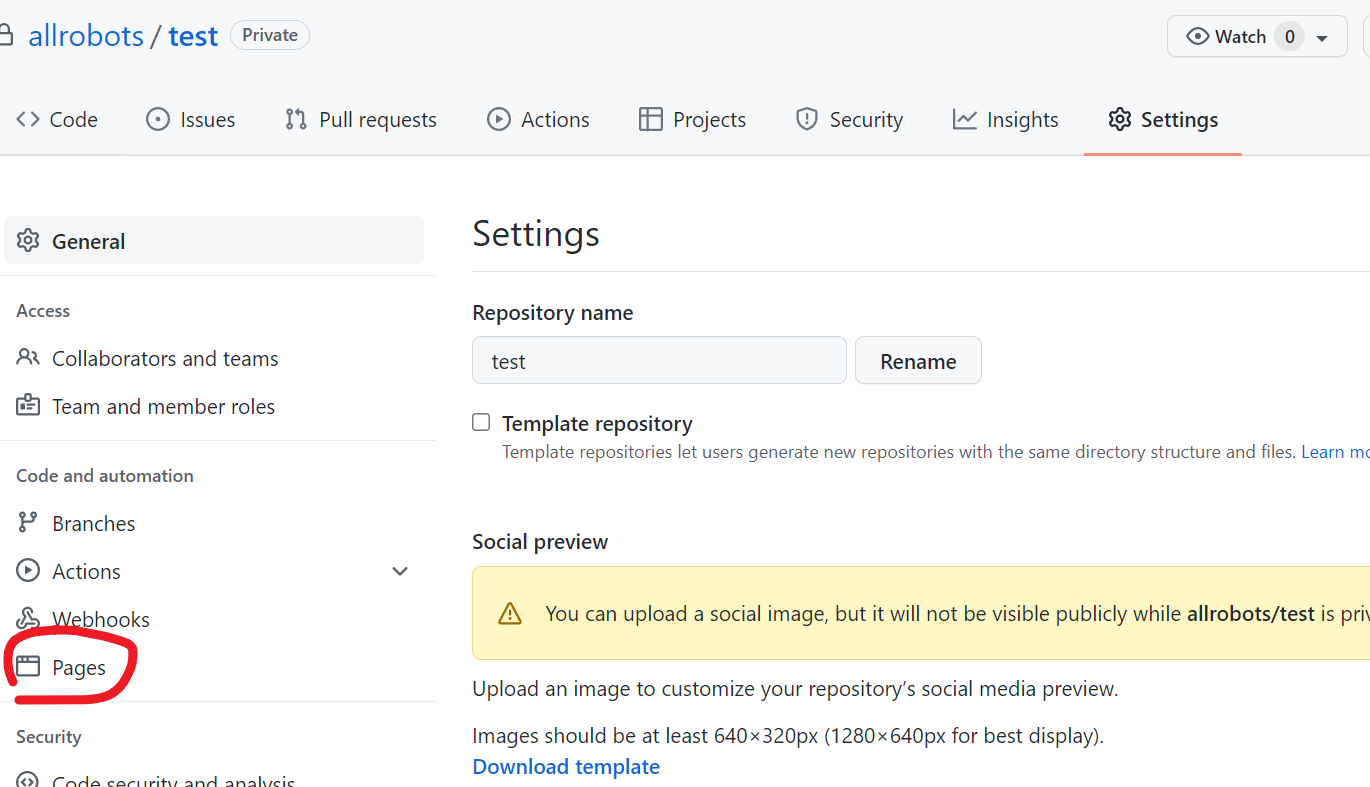 allrobots / test Private
Watch 0
Code Issues Pull requests Actions Projects Security Insights Settings
General
Access
Collaborators and teams
Team and member roles
Code and automation
Branches
Actions
Webhooks
Pages
Security
Code security and analysis
Settings
Repository name
test Rename
Template repository
Template repositories let users generate new repositories with the same directory structure and files. Learn mo
Social preview
You can upload a social image, but it will not be visible publicly while allrobots/test is priv
Upload an image to customize your repository’s social media preview.
Images should be at least 640×320px (1280×640px for best display).
Download template